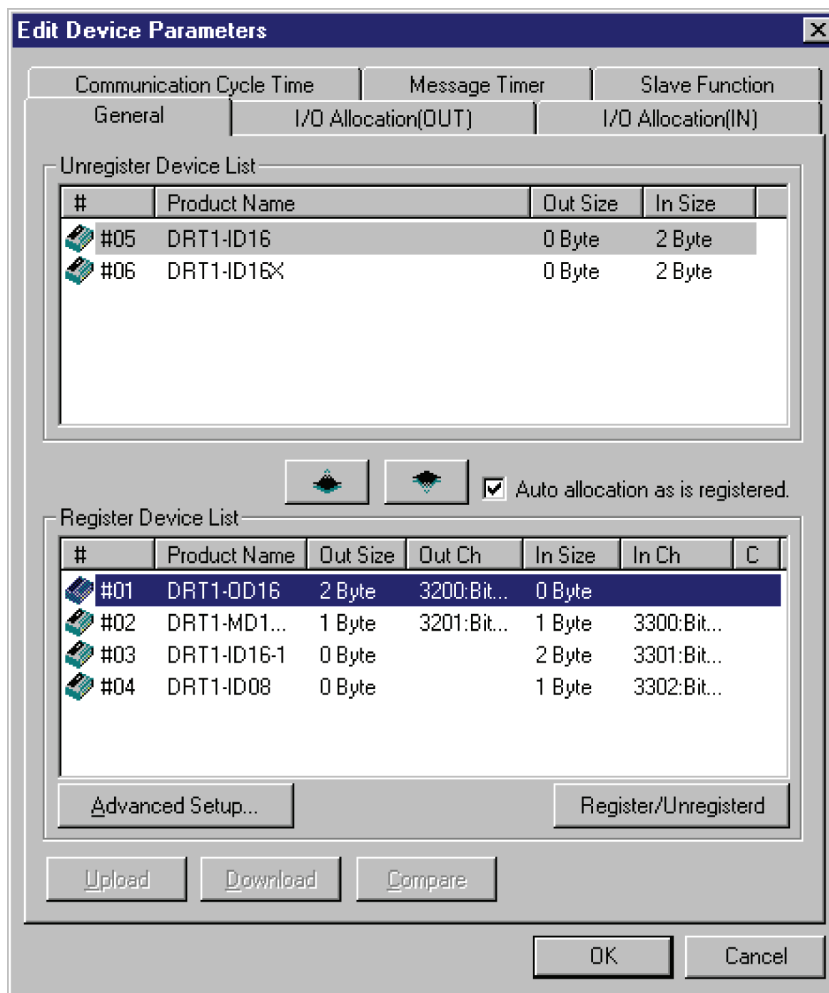 Edit Device Parameters
Communication Cycle Time Message Timer Slave Function
General I/O Allocation(OUT) I/O Allocation(IN)
Unregister Device List
# Product Name Out Size In Size
#05 DRT1-ID16 0 Byte 2 Byte
#06 DRT1-ID16X 0 Byte 2 Byte
Auto allocation as is registered.
Register Device List
# Product Name Out Size Out Ch In Size In Ch C
#01 DRT1-OD16 2 Byte 3200:Bit... 0 Byte
#02 DRT1-MD1... 1 Byte 3201:Bit... 1 Byte 3300:Bit...
#03 DRT1-ID16-1 0 Byte 2 Byte 3301:Bit...
#04 DRT1-ID08 0 Byte 1 Byte 3302:Bit...
Advanced Setup... Register/Unregisterd
Upload Download Compare
OK Cancel